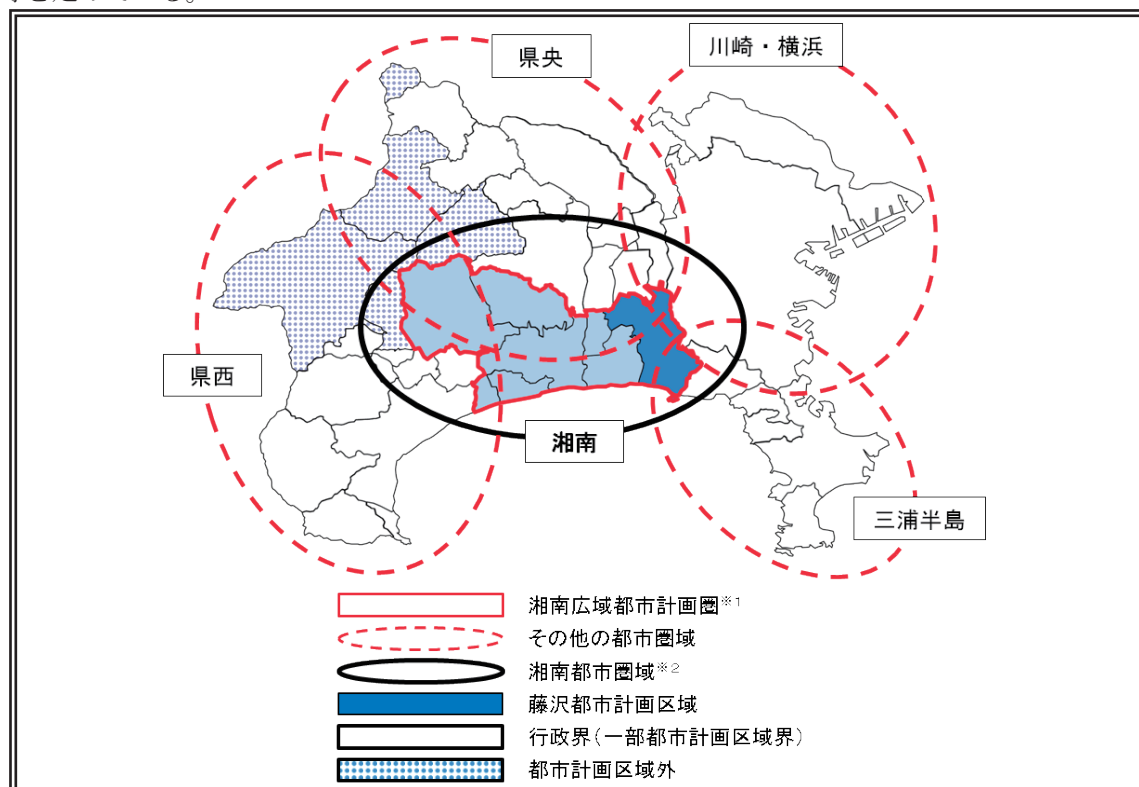 県央
川崎・横浜
県西
湘南
三浦半島
湘南広域都市計画圏※1
その他の都市圏域
湘南都市圏域※2
藤沢都市計画区域
行政界(一部都市計画区域界)
都市計画区域外